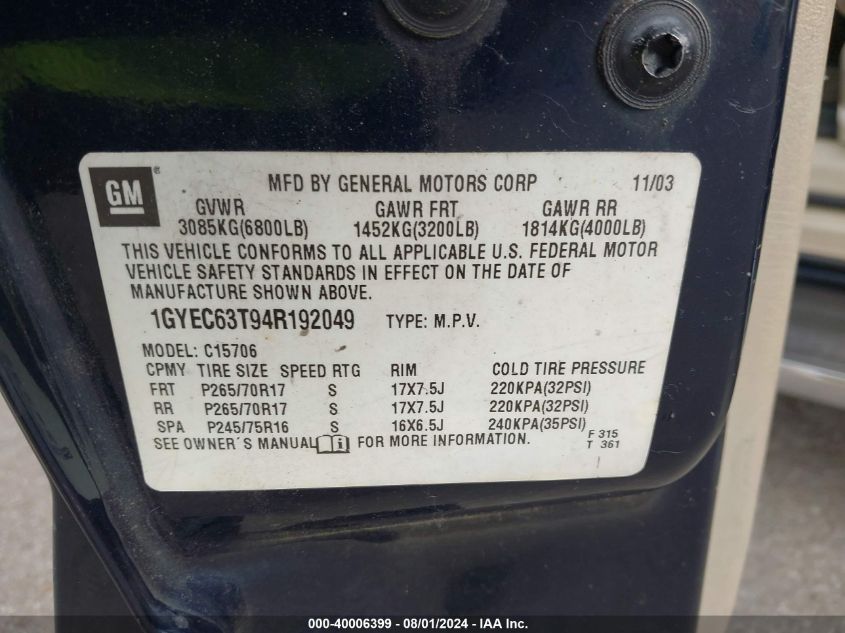 GM
MFD BY GENERAL MOTORS CORP 11/03
GVWR GAWR FRT GAWR RR
3085KG(6800LB) 1452KG(3200LB) 1814KG(4000LB)
THIS VEHICLE CONFORMS TO ALL APPLICABLE U.S. FEDERAL MOTOR
VEHICLE SAFETY STANDARDS IN EFFECT ON THE DATE OF
MANUFACTURE SHOWN ABOVE.
1GYEC63T94R192049 TYPE: M.P.V.
MODEL: C15706
CPMY TIRE SIZE SPEED RTG RIM COLD TIRE PRESSURE
FRT P265/70R17 S 17X7.5J 220KPA(32PSI)
RR P265/70R17 S 17X7.5J 220KPA(32PSI)
SPA P245/75R16 S 16X6.5J 240KPA(35PSI)
SEE OWNER'S MANUAL FOR MORE INFORMATION. F 315
T 361
000-40006399 - 08/01/2024 - IAA Inc.